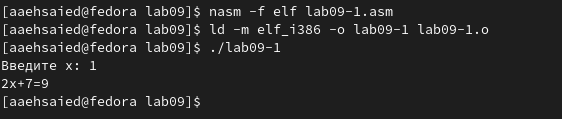 [aaehsaied@fedora lab09]$ nasm -f elf lab09-1.asm
[aaehsaied@fedora lab09]$ ld -m elf_i386 -o lab09-1 lab09-1.o
[aaehsaied@fedora lab09]$ ./lab09-1
Введите x: 1
2x+7=9
[aaehsaied@fedora lab09]$